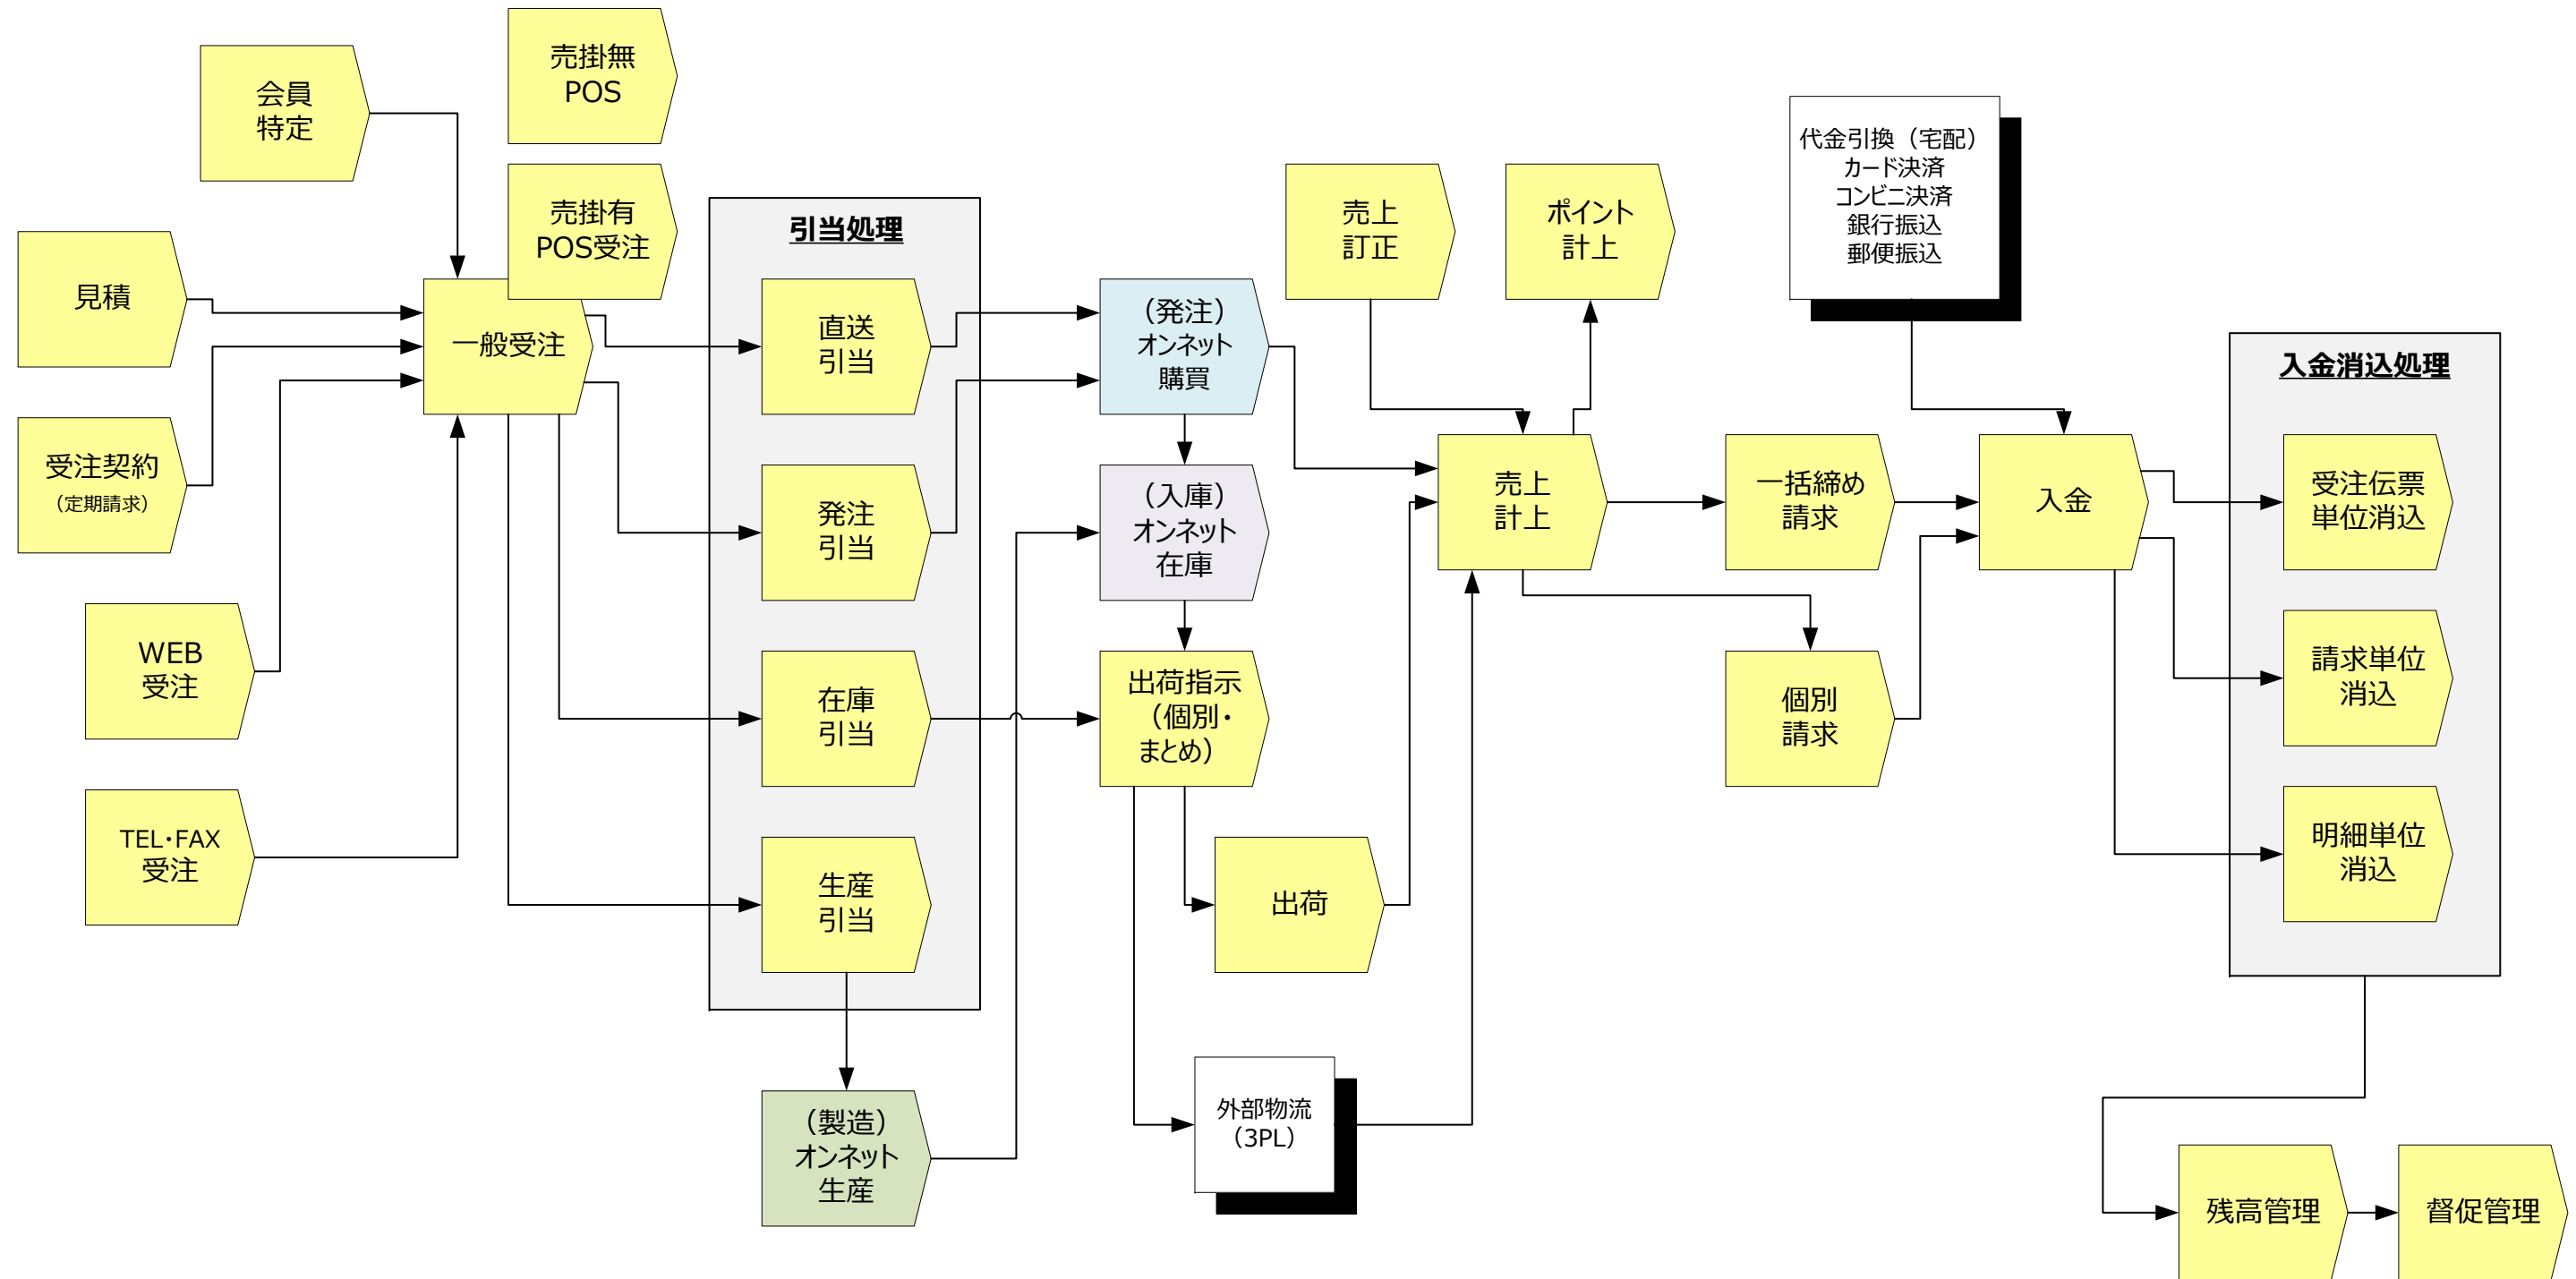 売掛無
POS
会員
特定
売掛有
POS受注
見積
一般受注
受注契約
（定期請求）
WEB
受注
TEL・FAX
受注
引当処理
直送
引当
発注
引当
在庫
引当
生産
引当
（製造）
オンネット
生産
（発注）
オンネット
購買
（入庫）
オンネット
在庫
出荷指示
（個別・
まとめ）
出荷
外部物流
（3PL）
売上
訂正
ポイント
計上
売上
計上
一括締め
請求
個別
請求
代金引換（宅配）
カード決済
コンビニ決済
銀行振込
郵便振込
入金
入金消込処理
受注伝票
単位消込
請求単位
消込
明細単位
消込
残高管理
督促管理